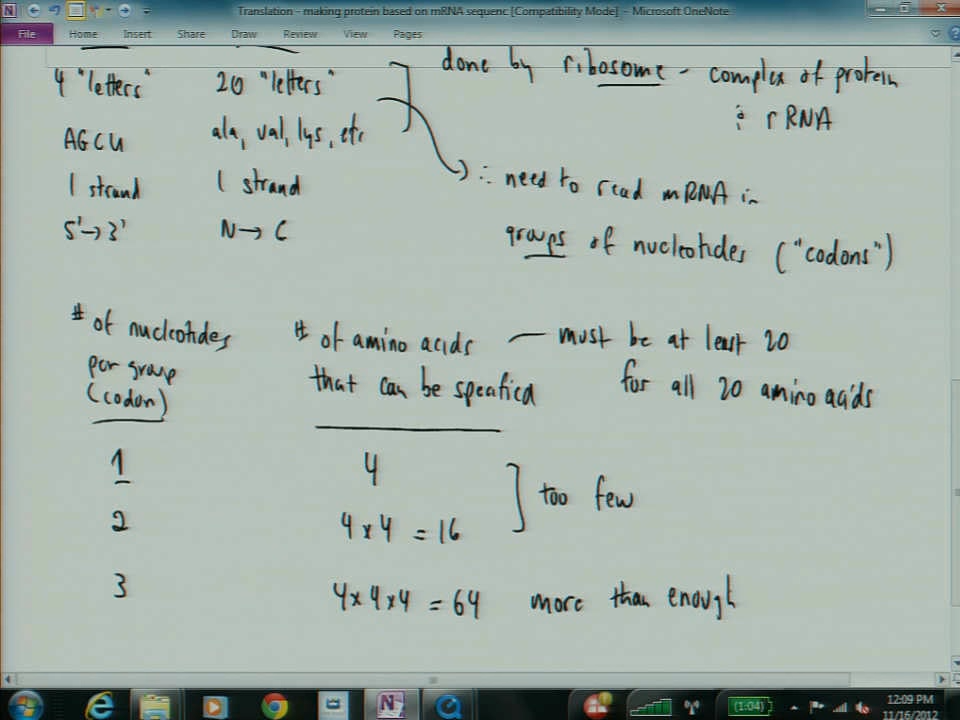 Translation - making protein based on mRNA sequenc [Compatibility Mode] - Microsoft OneNote
File Home Insert Share Draw Review View Pages
4 "letters" 20 "letters"
AGCU ala, val, lys, etc
1 strand 1 strand
5'→3' N→C
done by ribosome - complex of protein
& rRNA
∴ need to read mRNA in
groups of nucleotides ("codons")
# of nucleotides
per group
(codon)
# of amino acids
that can be specified
— must be at least 20
for all 20 amino acids
1 4
2 4 x 4 = 16
] too few
3 4 x 4 x 4 = 64 more than enough
(1:04)
12:09 PM
11/16/2012